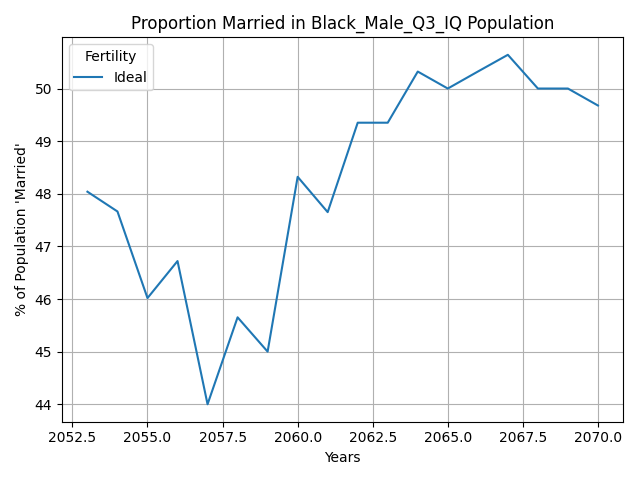 Proportion Married in Black_Male_Q3_IQ Population
Fertility
Ideal
% of Population 'Married'
50
49
48
47
46
45
44
2052.5 2055.0 2057.5 2060.0 2062.5 2065.0 2067.5 2070.0
Years